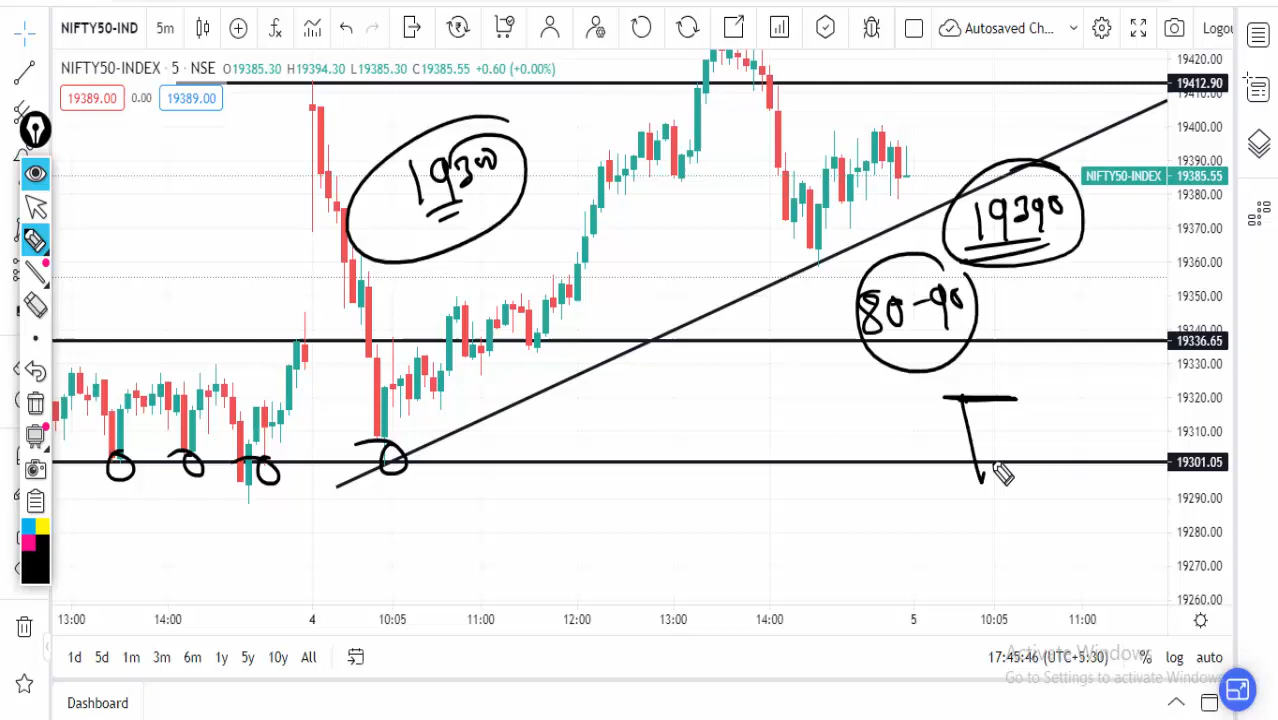 NIFTY50-IND 5m Autosaved Ch... Logou
NIFTY50-INDEX · 5 · NSE O19385.30 H19394.30 L19385.30 C19385.55 +0.60 (+0.00%)
19389.00 0.00 19389.00
19420.00
19412.90
19410.00
19400.00
19390.00
NIFTY50-INDEX 19385.55
19380.00
19370.00
19360.00
19350.00
19340.00
19336.65
19330.00
19320.00
19310.00
19301.05
19290.00
19280.00
19270.00
19260.00
19300
19390
80-90
13:00 14:00 4 10:05 11:00 12:00 13:00 14:00 5 10:05 11:00
1d 5d 1m 3m 6m 1y 5y 10y All 17:45:46 (UTC+5:30) % log auto
Activate Windows
Go to Settings to activate Windows
Dashboard